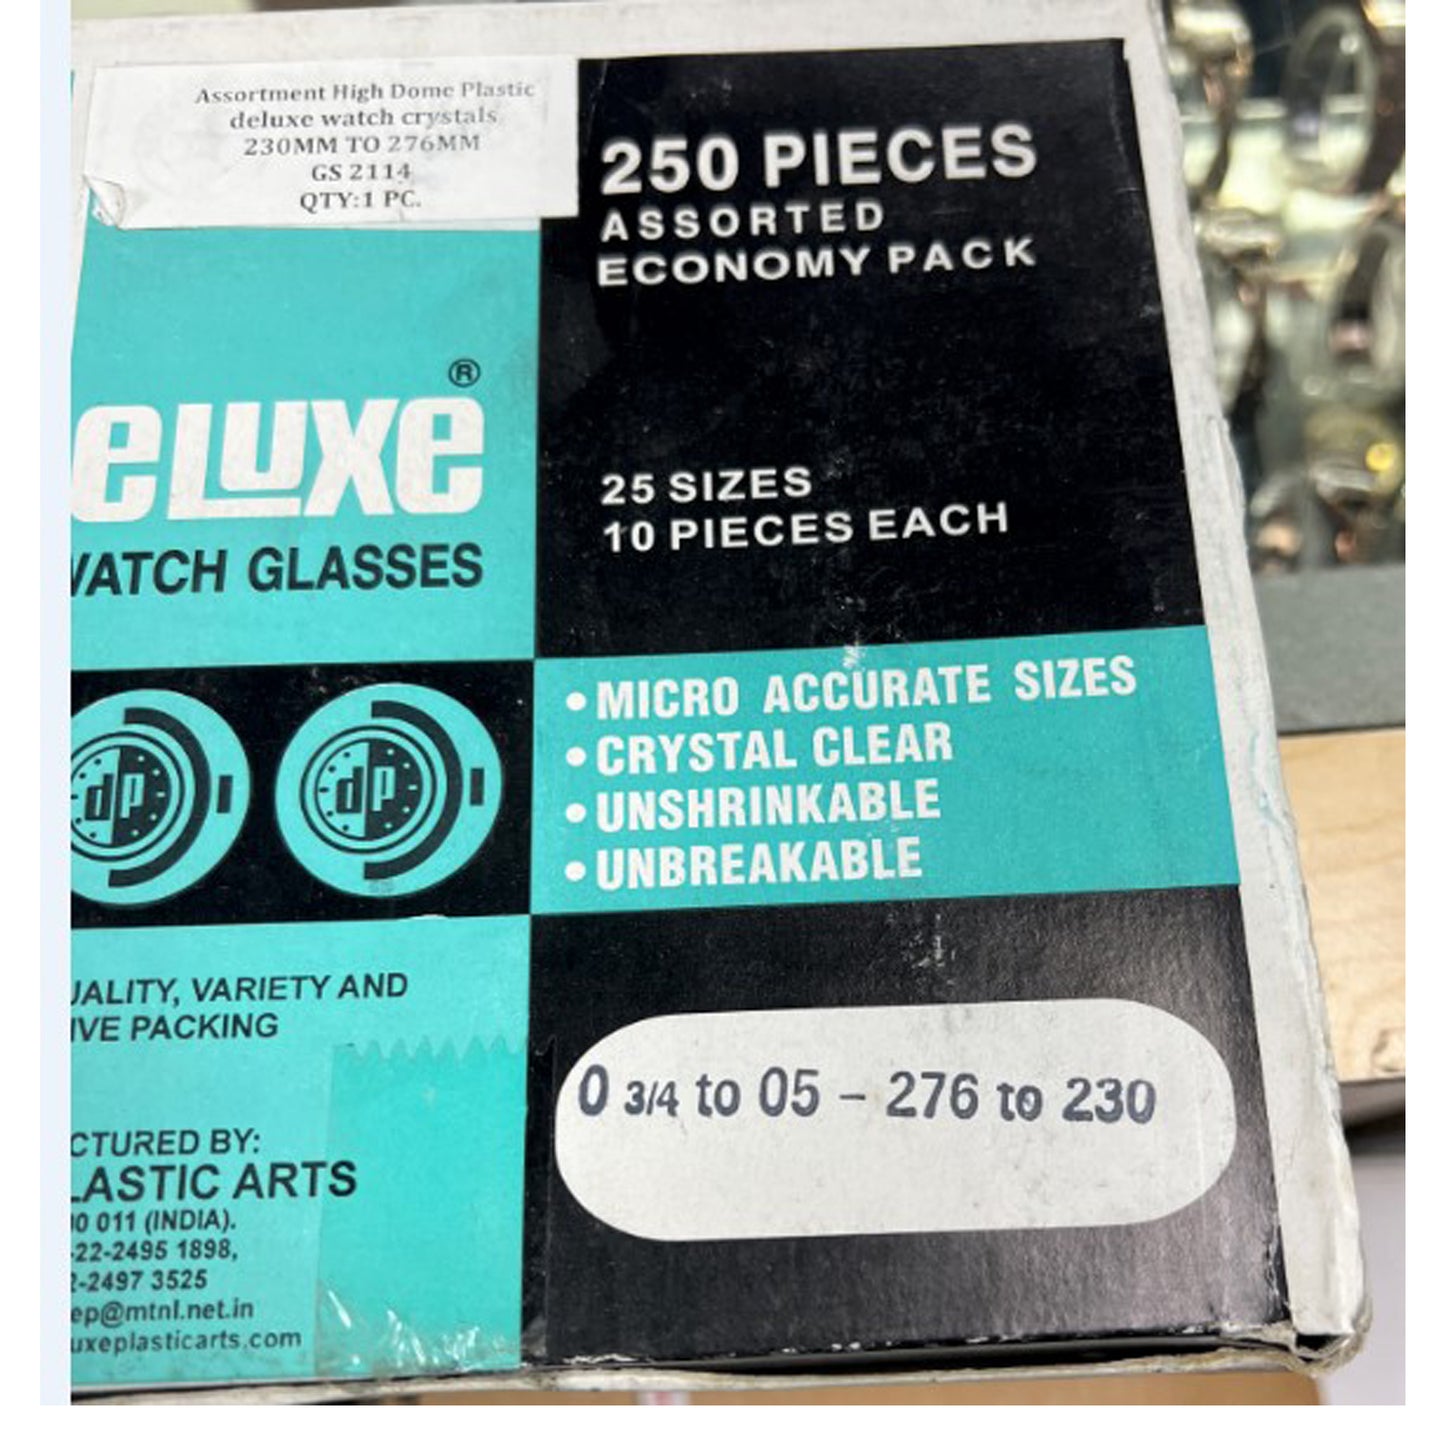 Assortment High Dome Plastic
deluxe watch crystals
230MM TO 276MM
GS 2114
QTY:1 PC.
250 PIECES
ASSORTED
ECONOMY PACK
eLuxe®
WATCH GLASSES
25 SIZES
10 PIECES EACH
dp
dp
• MICRO ACCURATE SIZES
• CRYSTAL CLEAR
• UNSHRINKABLE
• UNBREAKABLE
UALITY, VARIETY AND
IVE PACKING
0 3/4 to 05 – 276 to 230
CTURED BY:
LASTIC ARTS
00 011 (INDIA).
-22-2495 1898,
2-2497 3525
ep@mtnl.net.in
uxeplasticarts.com